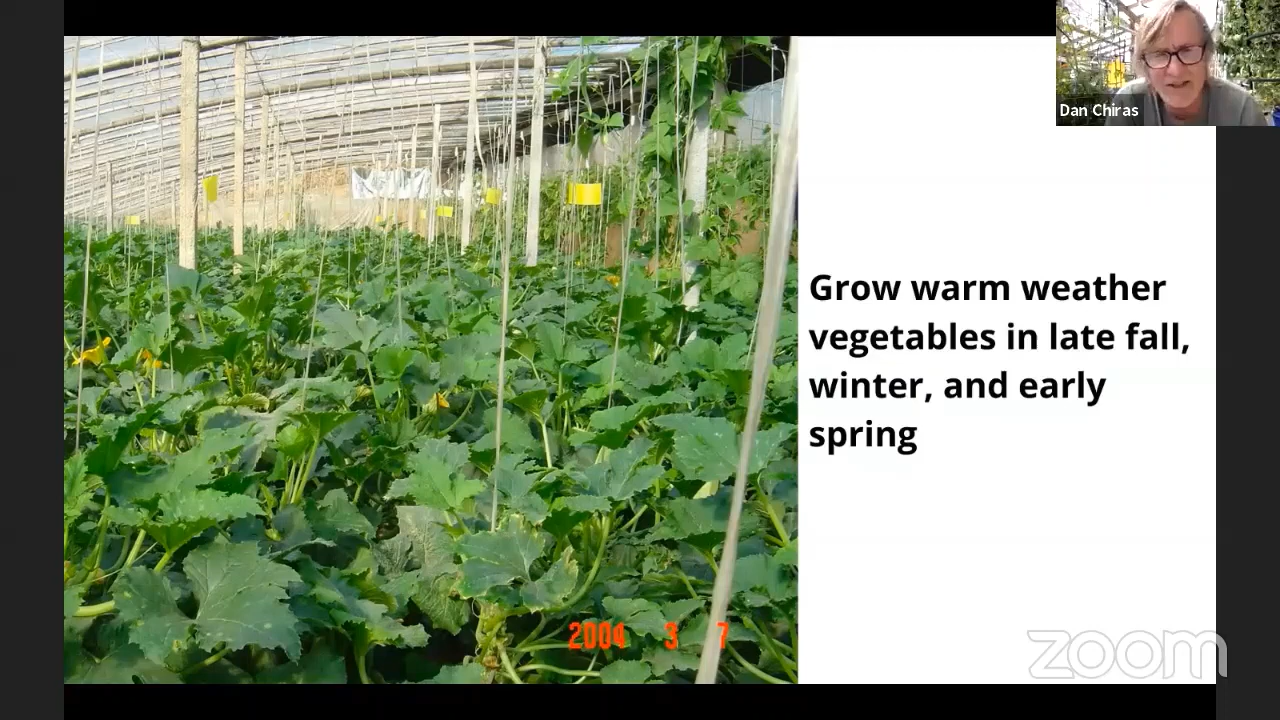 Dan Chiras
Grow warm weather
vegetables in late fall,
winter, and early
spring
2004 3 7
zoom